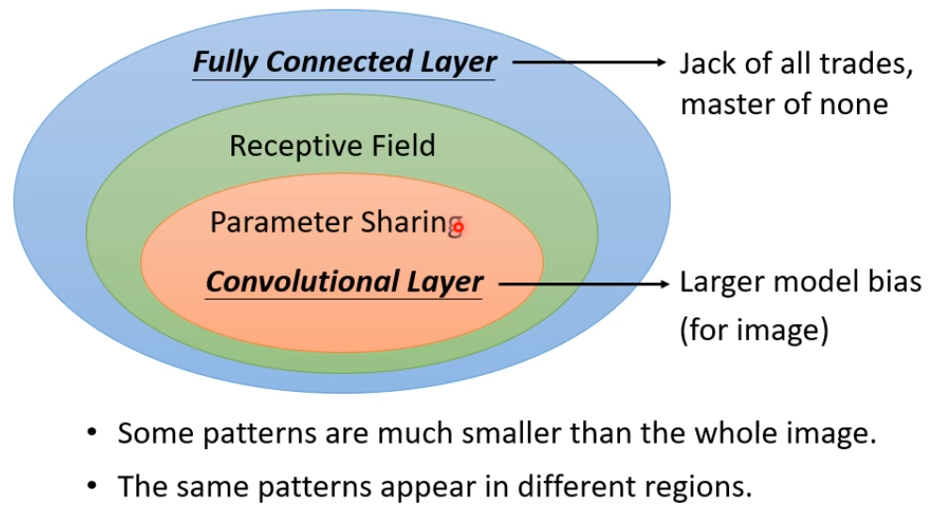 Fully Connected Layer
Jack of all trades,
master of none
Receptive Field
Parameter Sharing
Convolutional Layer
Larger model bias
(for image)
• Some patterns are much smaller than the whole image.
• The same patterns appear in different regions.